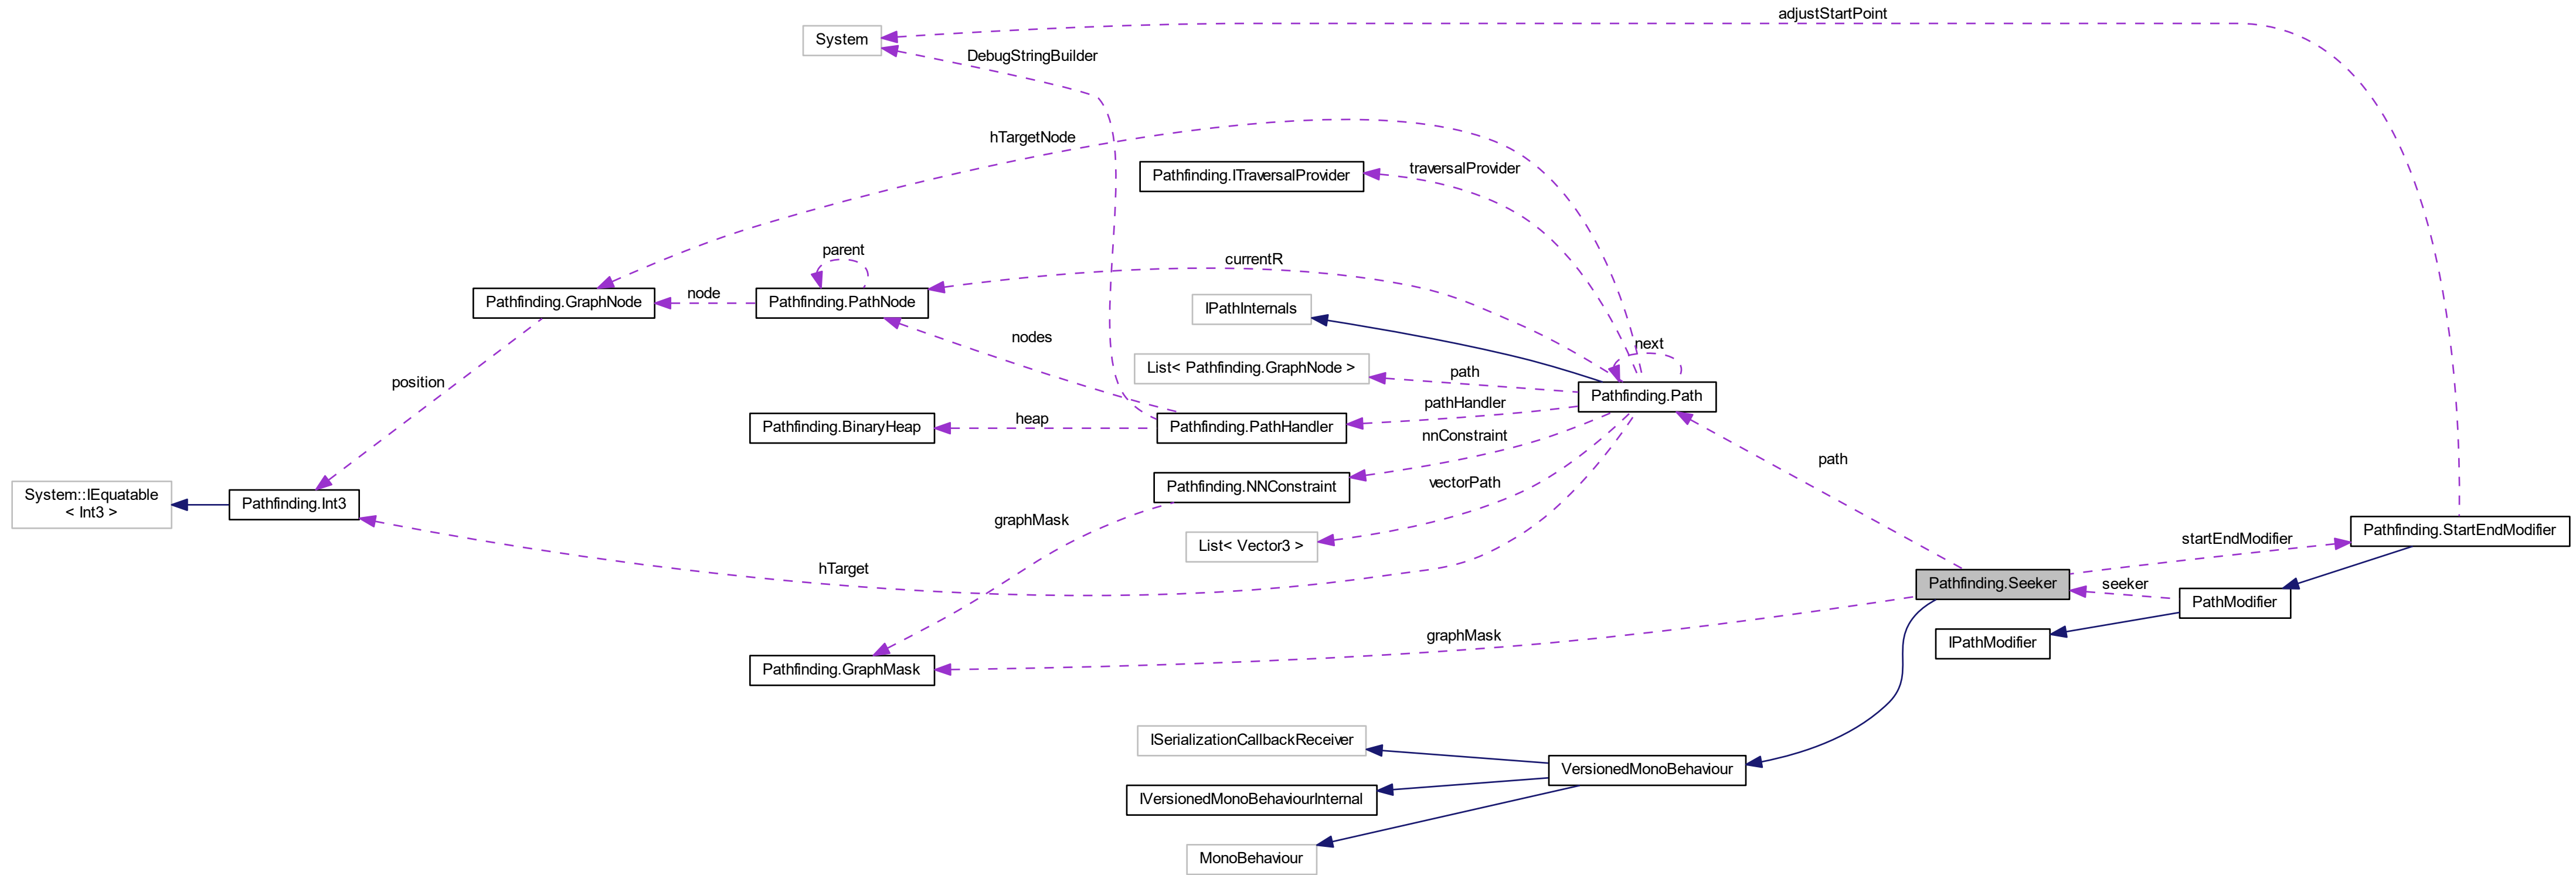 adjustStartPoint
System
DebugStringBuilder
hTargetNode
traversalProvider
Pathfinding.ITraversalProvider
parent
currentR
Pathfinding.GraphNode
node
Pathfinding.PathNode
IPathInternals
nodes
next
List< Pathfinding.GraphNode >
path
position
Pathfinding.Path
pathHandler
heap
Pathfinding.BinaryHeap
Pathfinding.PathHandler
nnConstraint
path
vectorPath
Pathfinding.NNConstraint
System::IEquatable
< Int3 >
Pathfinding.Int3
graphMask
Pathfinding.StartEndModifier
startEndModifier
List< Vector3 >
hTarget
Pathfinding.Seeker
seeker
PathModifier
graphMask
IPathModifier
Pathfinding.GraphMask
ISerializationCallbackReceiver
VersionedMonoBehaviour
IVersionedMonoBehaviourInternal
MonoBehaviour